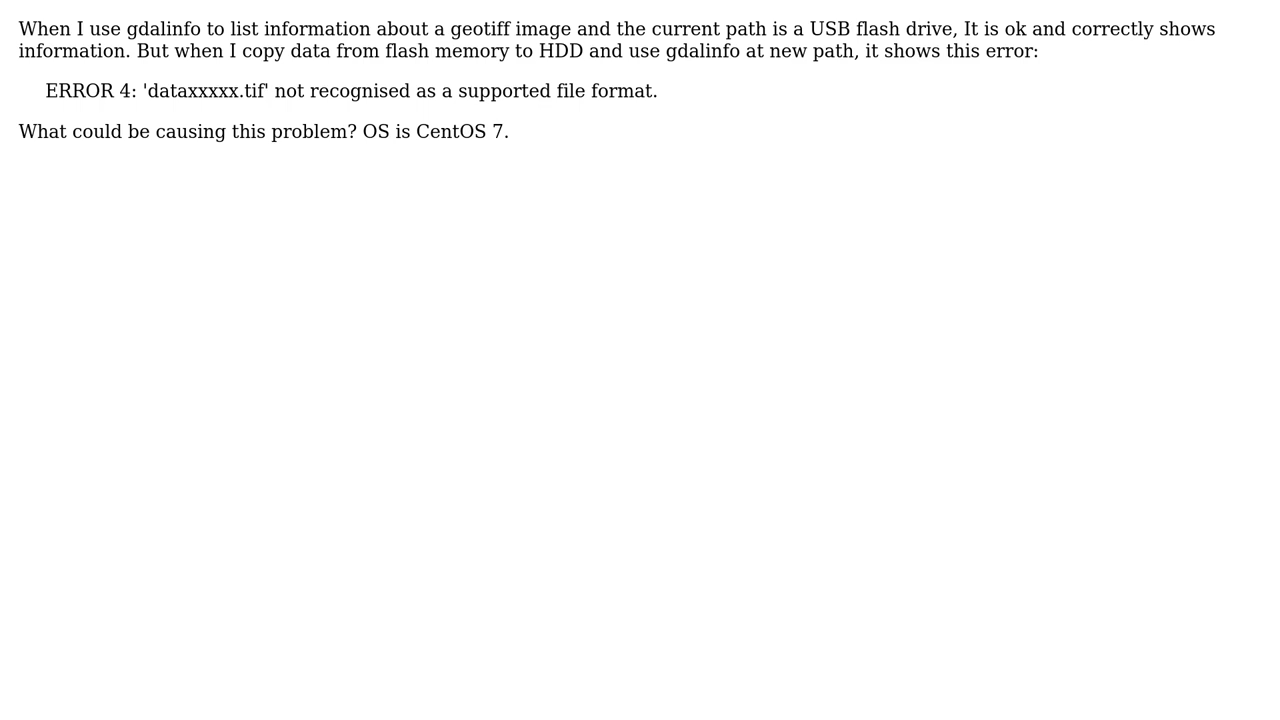 When I use gdalinfo to list information about a geotiff image and the current path is a USB flash drive, It is ok and correctly shows
information. But when I copy data from flash memory to HDD and use gdalinfo at new path, it shows this error:
ERROR 4: 'dataxxxxx.tif' not recognised as a supported file format.
What could be causing this problem? OS is CentOS 7.